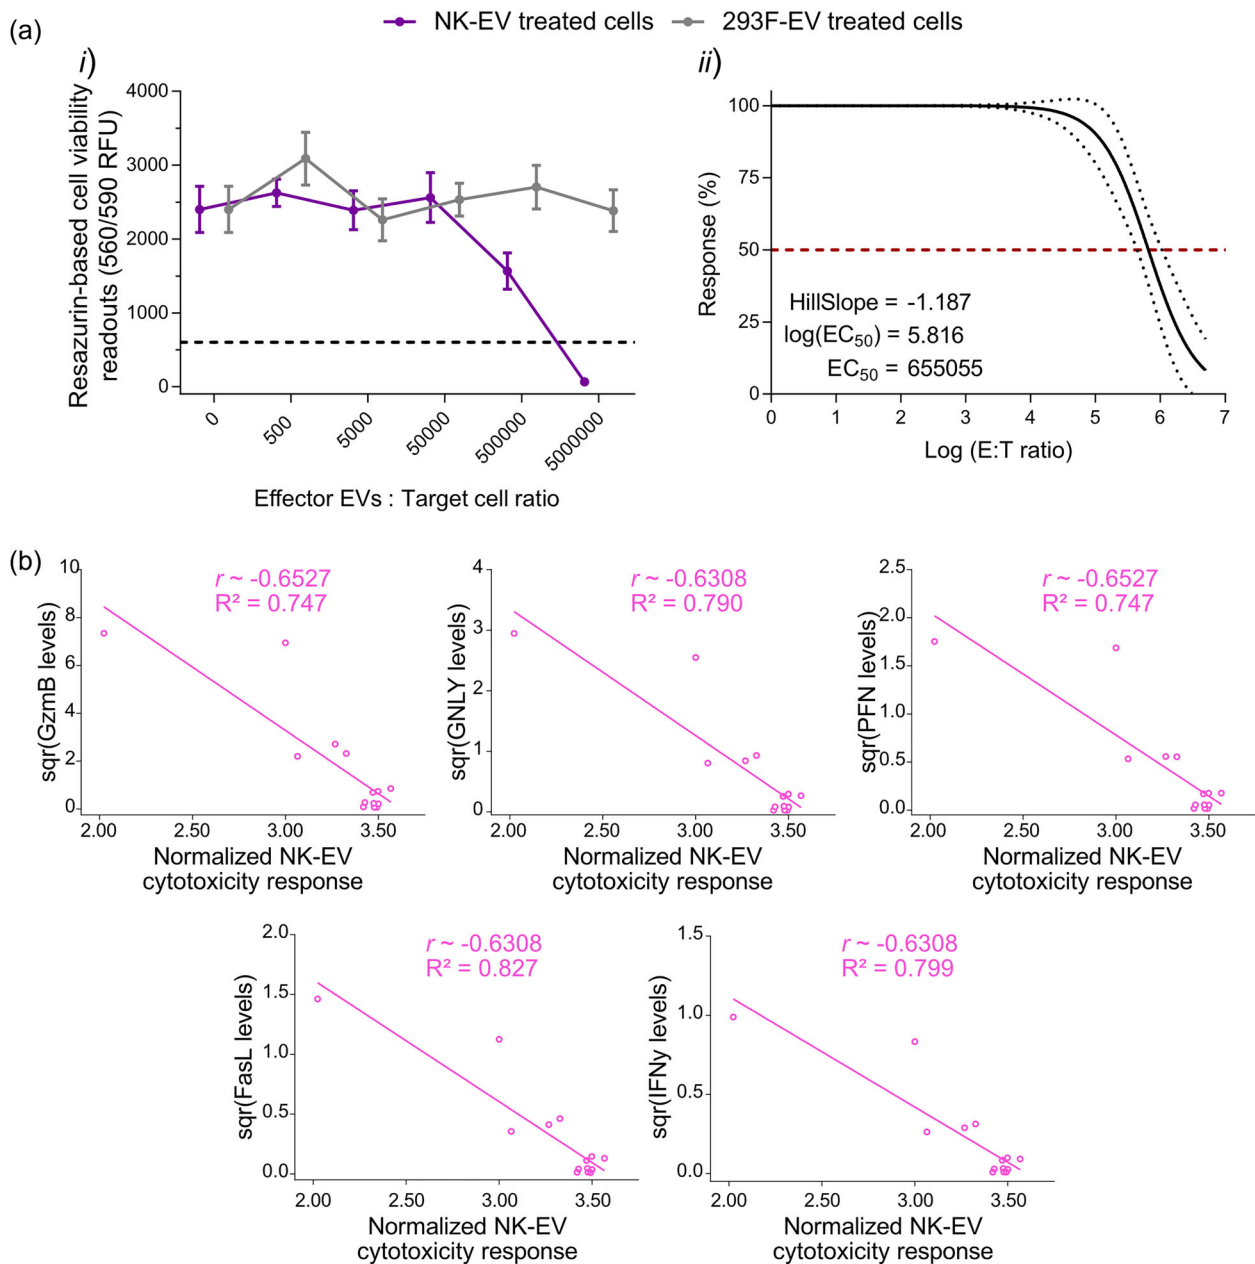 (a)
NK-EV treated cells
293F-EV treated cells
i)
Resazurin-based cell viability
readouts (560/590 RFU)
4000
3000
2000
1000
0
0
500
5000
50000
500000
5000000
Effector EVs : Target cell ratio
ii)
Response (%)
100
75
50
25
0
HillSlope = -1.187
log(EC₅₀) = 5.816
EC₅₀ = 655055
0 1 2 3 4 5 6 7
Log (E:T ratio)
(b)
sqr(GzmB levels)
10
8
6
4
2
0
r ~ -0.6527
R² = 0.747
2.00 2.50 3.00 3.50
Normalized NK-EV
cytotoxicity response
sqr(GNLY levels)
4
3
2
1
0
r ~ -0.6308
R² = 0.790
2.00 2.50 3.00 3.50
Normalized NK-EV
cytotoxicity response
sqr(PFN levels)
2.5
2.0
1.5
1.0
0.5
0.0
r ~ -0.6527
R² = 0.747
2.00 2.50 3.00 3.50
Normalized NK-EV
cytotoxicity response
sqr(FasL levels)
2.0
1.5
1.0
0.5
0.0
r ~ -0.6308
R² = 0.827
2.00 2.50 3.00 3.50
Normalized NK-EV
cytotoxicity response
sqr(IFNy levels)
1.5
1.0
0.5
0.0
r ~ -0.6308
R² = 0.799
2.00 2.50 3.00 3.50
Normalized NK-EV
cytotoxicity response